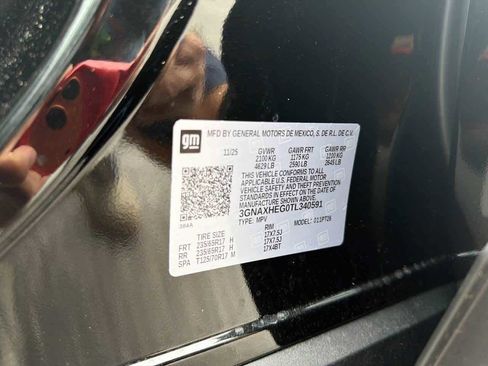 gm
MFD BY GENERAL MOTORS DE MEXICO, S. DE R.L. DE C.V.
11/25 GVWR GAWR FRT GAWR RR
2100 KG 1175 KG 1200 KG
4629 LB 2590 LB 2645 LB
THIS VEHICLE CONFORMS TO ALL
APPLICABLE U.S. FEDERAL MOTOR
VEHICLE SAFETY AND THEFT PREVENTION
STANDARDS IN EFFECT ON THE DATE OF
MANUFACTURE SHOWN ABOVE.
3GNAXHEG0TL340591
TYPE: MPV MODEL: 011PT26
TIRE SIZE RIM
FRT 235/65R17 H 17X7.5J
RR 235/65R17 H 17X7.5J
SPA T125/70R17 M 17X4BT